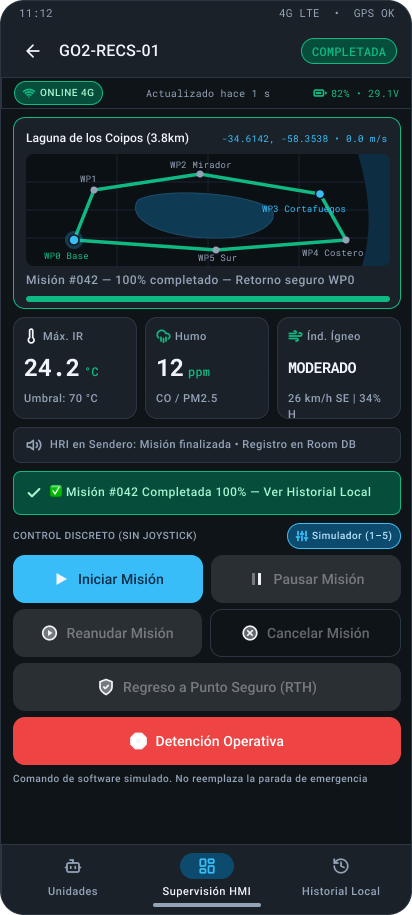 11:12
4G LTE • GPS OK
GO2-RECS-01
COMPLETADA
ONLINE 4G
Actualizado hace 1 s
82% • 29.1V
Laguna de los Coipos (3.8km)
-34.6142, -58.3538 • 0.0 m/s
WP2 Mirador
WP1
WP3 Cortafuegos
WP0 Base
WP5 Sur
WP4 Costero
Misión #042 — 100% completado — Retorno seguro WP0
Máx. IR
24.2 °C
Umbral: 70 °C
Humo
12 ppm
CO / PM2.5
Índ. Ígneo
MODERADO
26 km/h SE | 34%
H
HRI en Sendero: Misión finalizada • Registro en Room DB
✅ Misión #042 Completada 100% — Ver Historial Local
CONTROL DISCRETO (SIN JOYSTICK)
Simulador (1–5)
Iniciar Misión
Pausar Misión
Reanudar Misión
Cancelar Misión
Regreso a Punto Seguro (RTH)
Detención Operativa
Comando de software simulado. No reemplaza la parada de emergencia
Unidades
Supervisión HMI
Historial Local